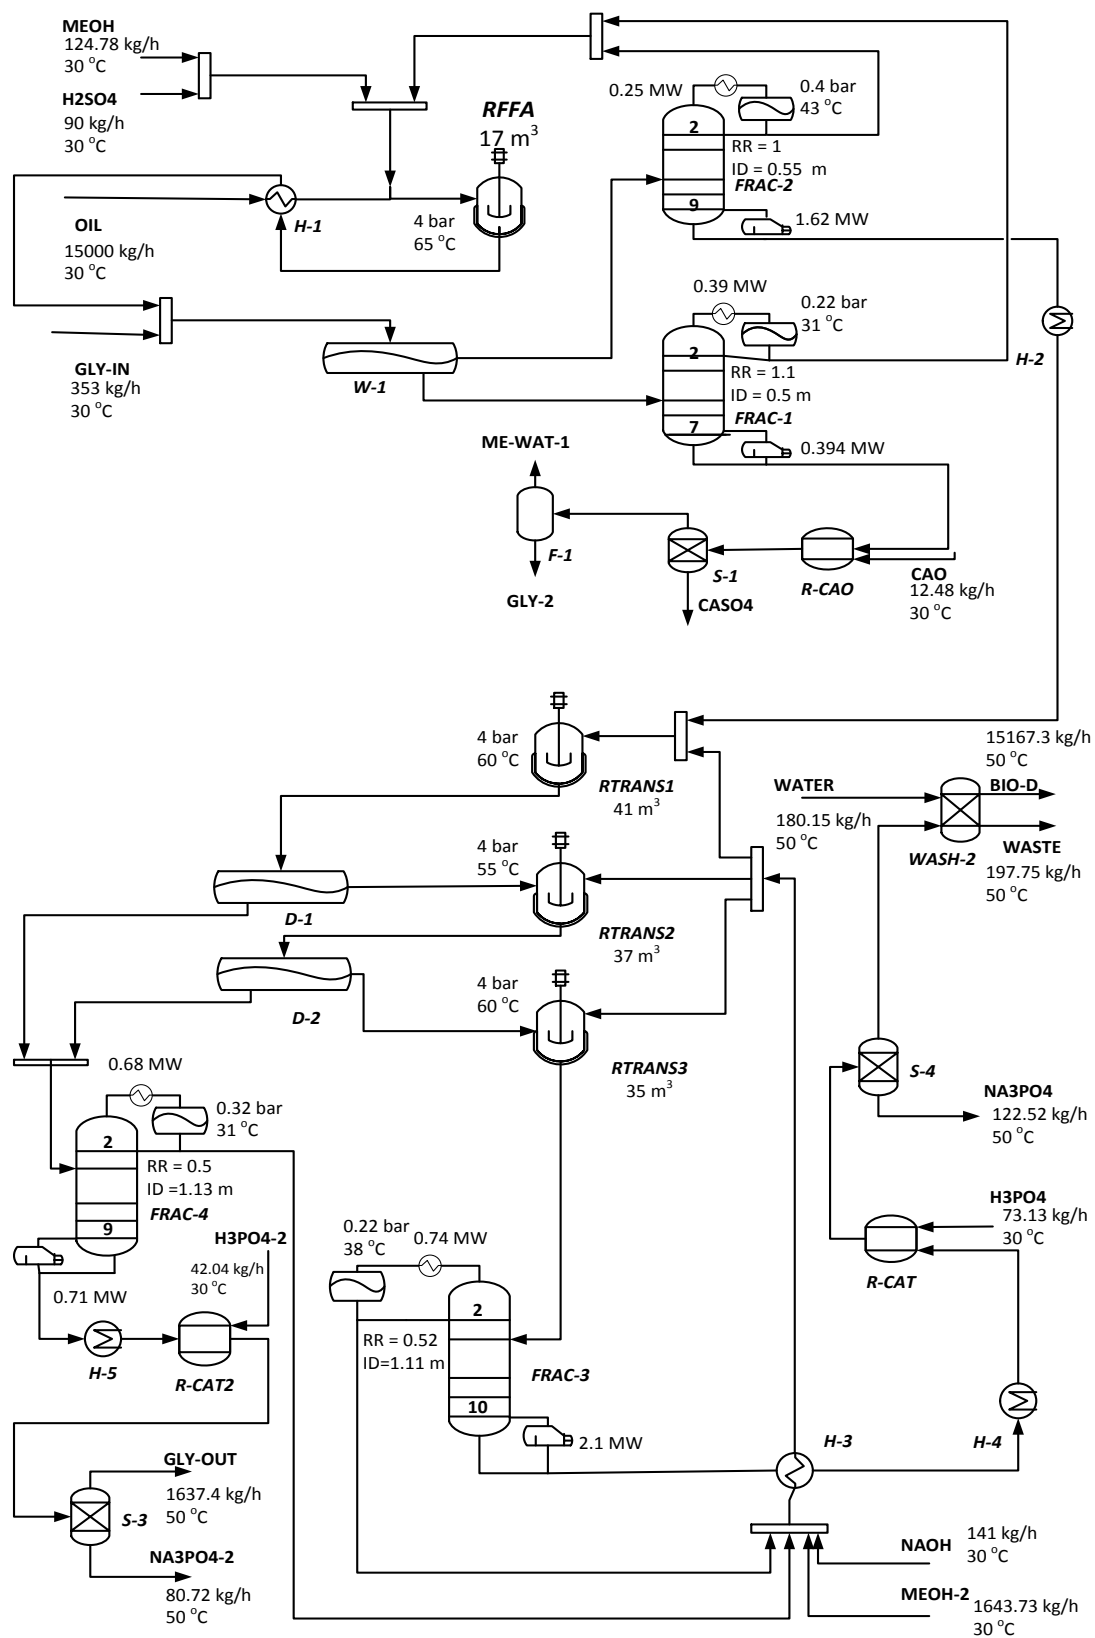 MEOH
124.78 kg/h
30 °C
H2SO4
90 kg/h
30 °C
RFFA
17 m³
4 bar
65 °C
0.25 MW
0.4 bar
43 °C
2
RR = 1
ID = 0.55 m
FRAC-2
9
1.62 MW
H-1
OIL
15000 kg/h
30 °C
GLY-IN
353 kg/h
30 °C
W-1
0.39 MW
0.22 bar
31 °C
2
RR = 1.1
ID = 0.5 m
FRAC-1
7
0.394 MW
H-2
ME-WAT-1
F-1
GLY-2
S-1
CASO4
R-CAO
CAO
12.48 kg/h
30 °C
4 bar
60 °C
RTRANS1
41 m³
15167.3 kg/h
50 °C
WATER
180.15 kg/h
50 °C
BIO-D
WASTE
WASH-2
197.75 kg/h
50 °C
4 bar
55 °C
D-1
RTRANS2
37 m³
4 bar
60 °C
D-2
RTRANS3
35 m³
S-4
NA3PO4
122.52 kg/h
50 °C
0.68 MW
0.32 bar
31 °C
2
RR = 0.5
ID =1.13 m
FRAC-4
9
0.71 MW
H3PO4-2
42.04 kg/h
30 °C
H-5
R-CAT2
H3PO4
73.13 kg/h
30 °C
R-CAT
0.22 bar
38 °C
0.74 MW
2
RR = 0.52
ID=1.11 m
FRAC-3
10
2.1 MW
H-3
H-4
GLY-OUT
1637.4 kg/h
50 °C
S-3
NA3PO4-2
80.72 kg/h
50 °C
NAOH
141 kg/h
30 °C
MEOH-2
1643.73 kg/h
30 °C